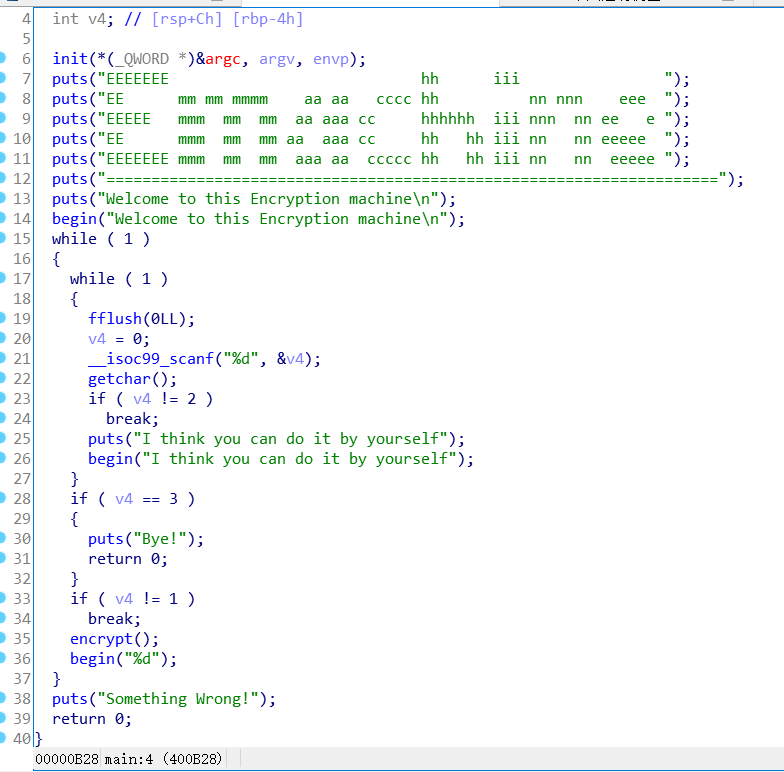 4 int v4; // [rsp+Ch] [rbp-4h]
5
6 init(*(_QWORD *)&argc, argv, envp);
7 puts("EEEEEEE                            hh      iii                ");
8 puts("EE      mm mm mmmm    aa aa   cccc hh          nn nnn    eee  ");
9 puts("EEEEE   mmm  mm  mm  aa aaa cc     hhhhhh  iii nnn  nn ee   e ");
10 puts("EE      mmm  mm  mm aa  aaa cc     hh   hh iii nn   nn eeeee  ");
11 puts("EEEEEEE mmm  mm  mm  aaa aa  ccccc hh   hh iii nn   nn  eeeee ");
12 puts("====================================================================");
13 puts("Welcome to this Encryption machine\n");
14 begin("Welcome to this Encryption machine\n");
15 while ( 1 )
16 {
17 while ( 1 )
18 {
19 fflush(0LL);
20 v4 = 0;
21 __isoc99_scanf("%d", &v4);
22 getchar();
23 if ( v4 != 2 )
24 break;
25 puts("I think you can do it by yourself");
26 begin("I think you can do it by yourself");
27 }
28 if ( v4 == 3 )
29 {
30 puts("Bye!");
31 return 0;
32 }
33 if ( v4 != 1 )
34 break;
35 encrypt();
36 begin("%d");
37 }
38 puts("Something Wrong!");
39 return 0;
40 }
00000B28 main:4 (400B28)